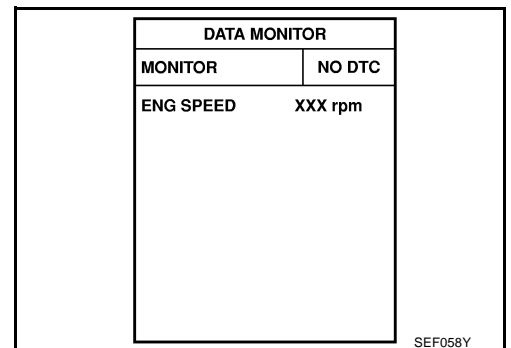 DATA MONITOR
MONITOR NO DTC
ENG SPEED XXX rpm
SEF058Y